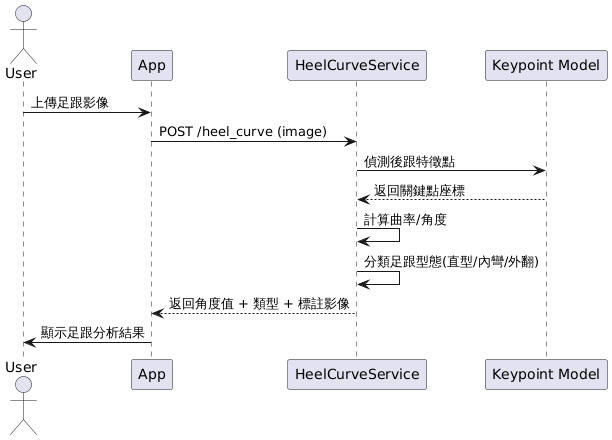 User
App
HeelCurveService
Keypoint Model
上傳足跟影像
POST /heel_curve (image)
偵測後跟特徵點
返回關鍵點座標
計算曲率/角度
分類足跟型態(直型/內彎/外翻)
返回角度值 + 類型 + 標註影像
顯示足跟分析結果
User
App
HeelCurveService
Keypoint Model